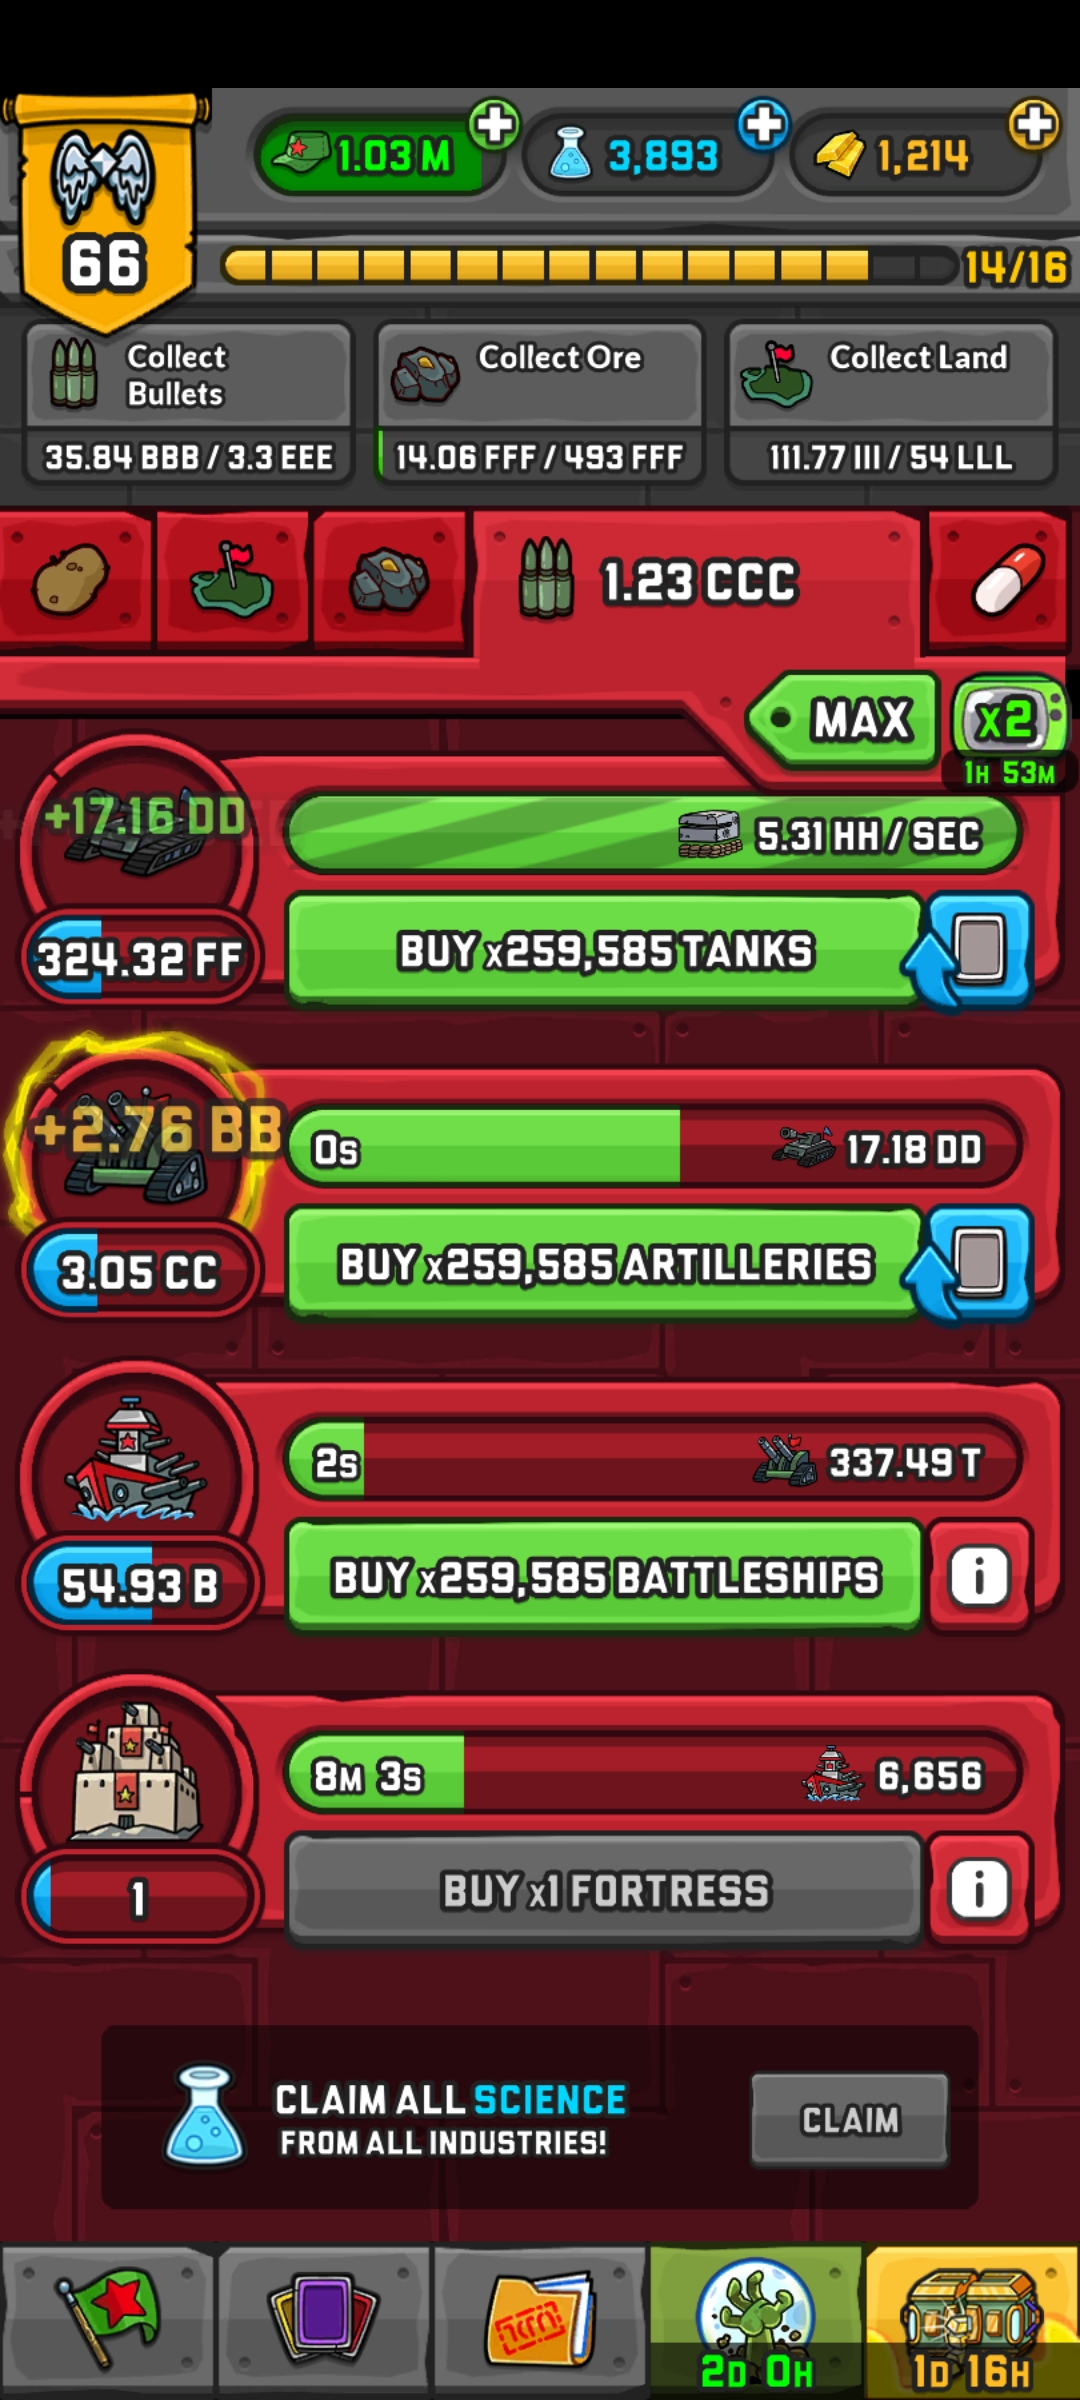 1.03 M
3,893
1,214
66
14/16
Collect
Bullets
Collect Ore
Collect Land
35.84 BBB / 3.3 EEE
14.06 FFF / 493 FFF
111.77 III / 54 LLL
1.23 CCC
MAX
x2
1H 53M
+17.16 DD
5.31 HH / SEC
324.32 FF
BUY x259,585 TANKS
+2.76 BB
0s
17.18 DD
3.05 CC
BUY x259,585 ARTILLERIES
2s
337.49 T
54.93 B
BUY x259,585 BATTLESHIPS
i
8M 3s
6,656
1
BUY x1 FORTRESS
i
CLAIM ALL SCIENCE
FROM ALL INDUSTRIES!
CLAIM
2D 0H
1D 16H